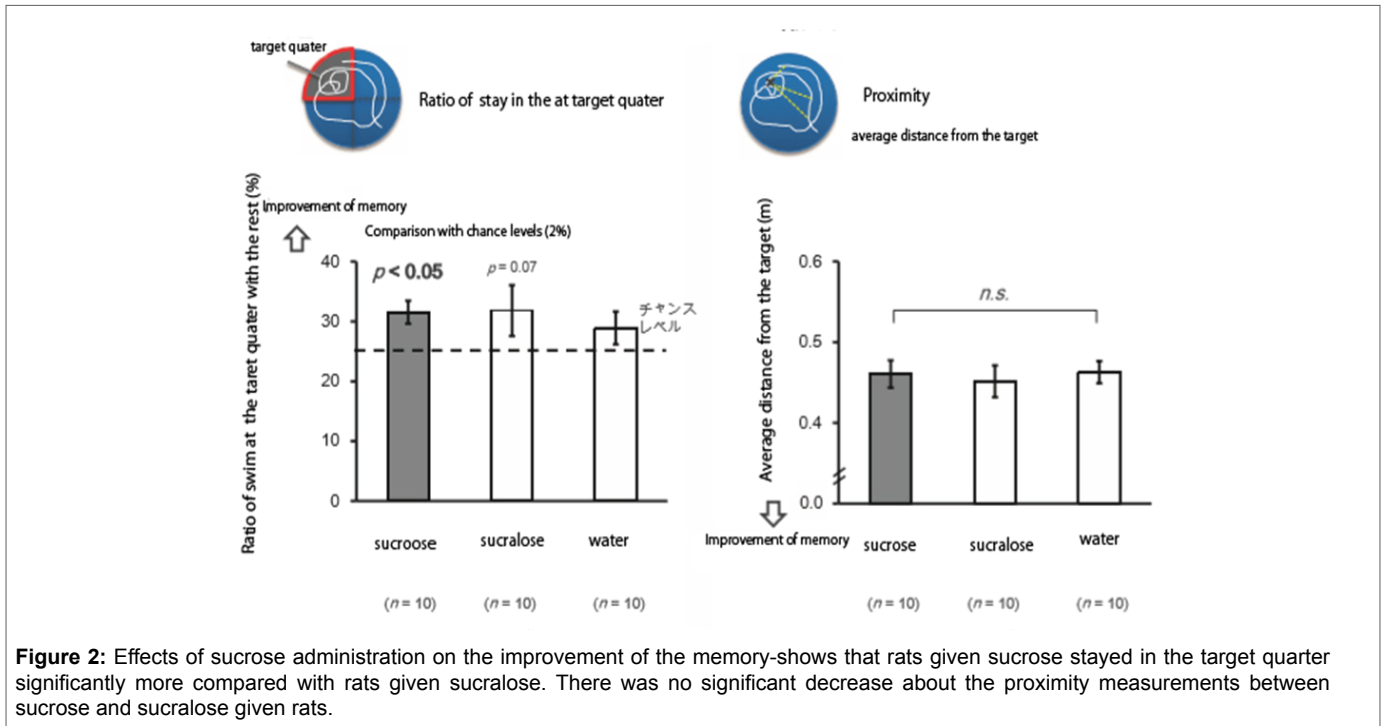 target quater
Ratio of stay in the at target quater
Proximity
average distance from the target
Ratio of swim at the taret quater with the rest (%)
Improvement of memory
Comparison with chance levels (2%)
40
30
20
10
0
p < 0.05
p = 0.07
チャンス
レベル
sucroose
sucralose
water
(n = 10)
(n = 10)
(n = 10)
Average distance from the target (m)
0.6
0.5
0.4
0.0
n.s.
Improvement of memory
sucrose
sucralose
water
(n = 10)
(n = 10)
(n = 10)
Figure 2: Effects of sucrose administration on the improvement of the memory-shows that rats given sucrose stayed in the target quarter
significantly more compared with rats given sucralose. There was no significant decrease about the proximity measurements between
sucrose and sucralose given rats.